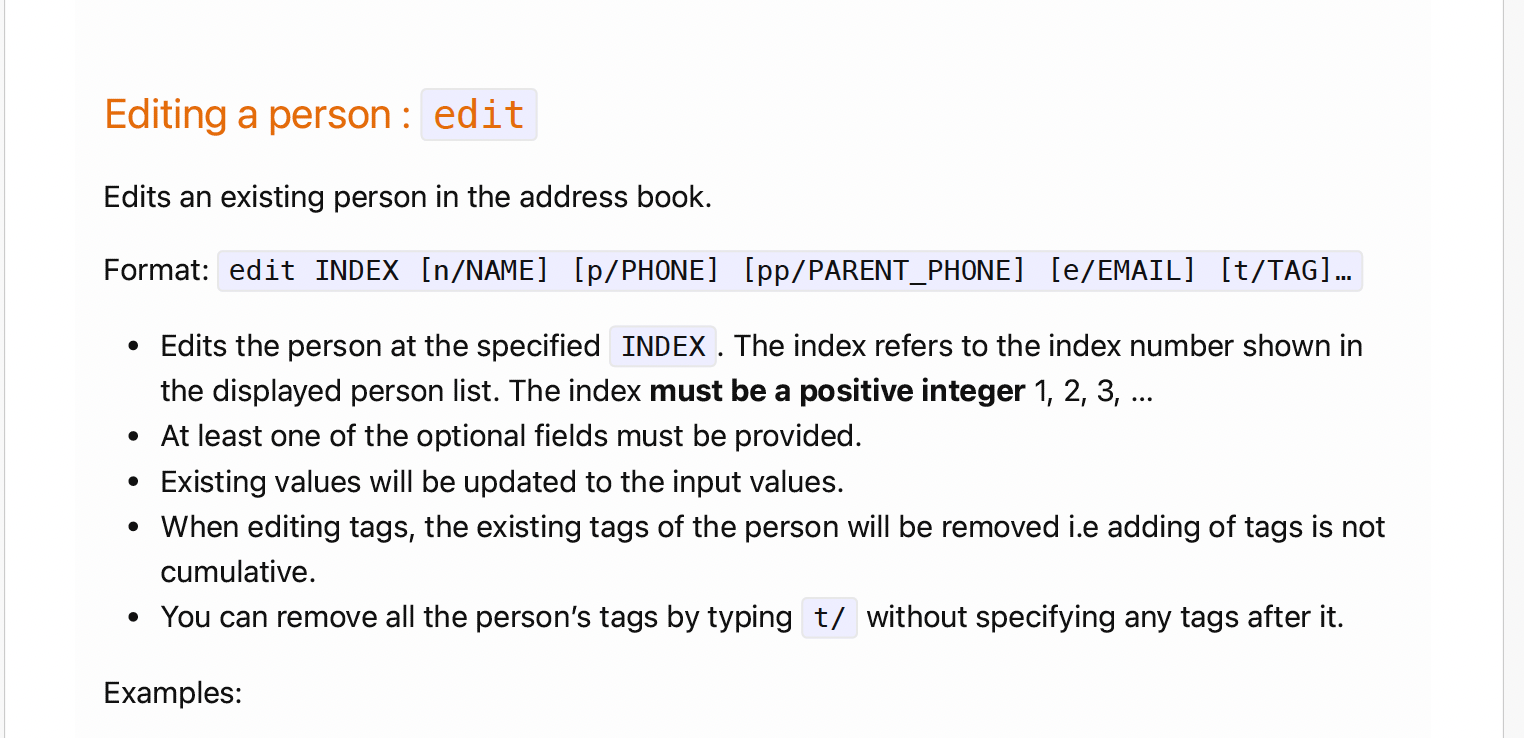 Editing a person : edit
Edits an existing person in the address book.
Format: edit INDEX [n/NAME] [p/PHONE] [pp/PARENT_PHONE] [e/EMAIL] [t/TAG]…
• Edits the person at the specified INDEX. The index refers to the index number shown in
the displayed person list. The index must be a positive integer 1, 2, 3, …
• At least one of the optional fields must be provided.
• Existing values will be updated to the input values.
• When editing tags, the existing tags of the person will be removed i.e adding of tags is not
cumulative.
• You can remove all the person’s tags by typing t/ without specifying any tags after it.
Examples: